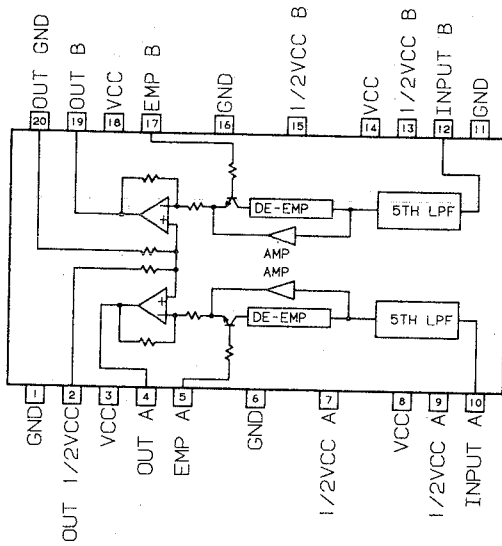 OUT GND
OUT B
VCC
EMP B
GND
1/2VCC B
VCC
1/2VCC B
INPUT B
GND
20
19
18
17
16
15
14
13
12
11
DE-EMP
5TH LPF
AMP
AMP
DE-EMP
5TH LPF
1
2
3
4
5
6
7
8
9
10
GND
OUT 1/2VCC
VCC
OUT A
EMP A
GND
1/2VCC A
VCC
1/2VCC A
INPUT A